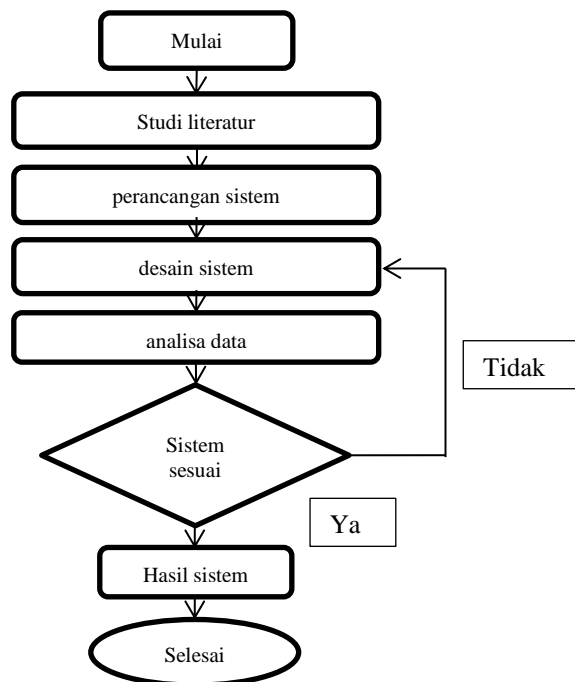 Mulai
Studi literatur
perancangan sistem
desain sistem
analisa data
Tidak
Sistem
sesuai
Ya
Hasil sistem
Selesai